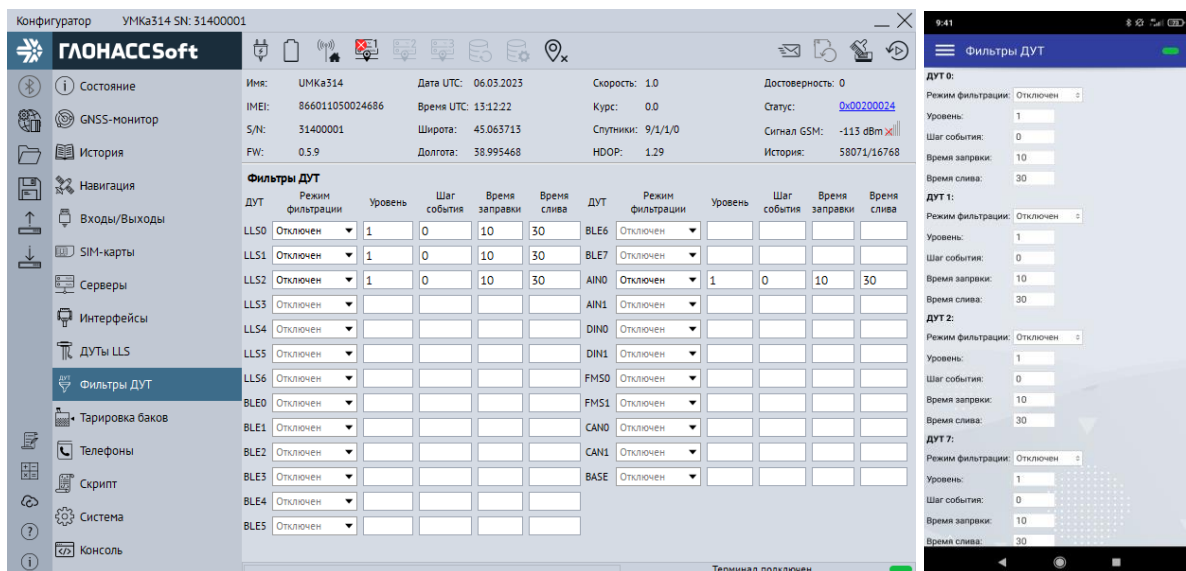 Конфигуратор УМКа314 SN: 31400001
ГЛОНАССSoft
Состояние
GNSS-монитор
История
Навигация
Входы/Выходы
SIM-карты
Серверы
Интерфейсы
ДУТы LLS
Фильтры ДУТ
Тарировка баков
Телефоны
Скрипт
Система
Консоль
Имя: UMKa314 Дата UTC: 06.03.2023 Скорость: 1.0 Достоверность: 0
IMEI: 866011050024686 Время UTC: 13:12:22 Курс: 0.0 Статус: 0x00200024
S/N: 31400001 Широта: 45.063713 Спутники: 9/1/1/0 Сигнал GSM: -113 dBm
FW: 0.5.9 Долгота: 38.995468 HDOP: 1.29 История: 58071/16768
Фильтры ДУТ
ДУТ Режим фильтрации Уровень Шаг события Время заправки Время слива ДУТ Режим фильтрации Уровень Шаг события Время заправки Время слива
LLS0 Отключен 1 0 10 30 BLE6 Отключен
LLS1 Отключен 1 0 10 30 BLE7 Отключен
LLS2 Отключен 1 0 10 30 AIN0 Отключен 1 0 10 30
LLS3 Отключен AIN1 Отключен
LLS4 Отключен DIN0 Отключен
LLS5 Отключен DIN1 Отключен
LLS6 Отключен FMS0 Отключен
BLE0 Отключен FMS1 Отключен
BLE1 Отключен CAN0 Отключен
BLE2 Отключен CAN1 Отключен
BLE3 Отключен BASE Отключен
BLE4 Отключен
BLE5 Отключен
Терминал подключен
9:41
Фильтры ДУТ
ДУТ 0:
Режим фильтрации: Отключен
Уровень: 1
Шаг события: 0
Время запрвки: 10
Время слива: 30
ДУТ 1:
Режим фильтрации: Отключен
Уровень: 1
Шаг события: 0
Время запрвки: 10
Время слива: 30
ДУТ 2:
Режим фильтрации: Отключен
Уровень: 1
Шаг события: 0
Время запрвки: 10
Время слива: 30
ДУТ 7:
Режим фильтрации: Отключен
Уровень: 1
Шаг события: 0
Время запрвки: 10
Время слива: 30